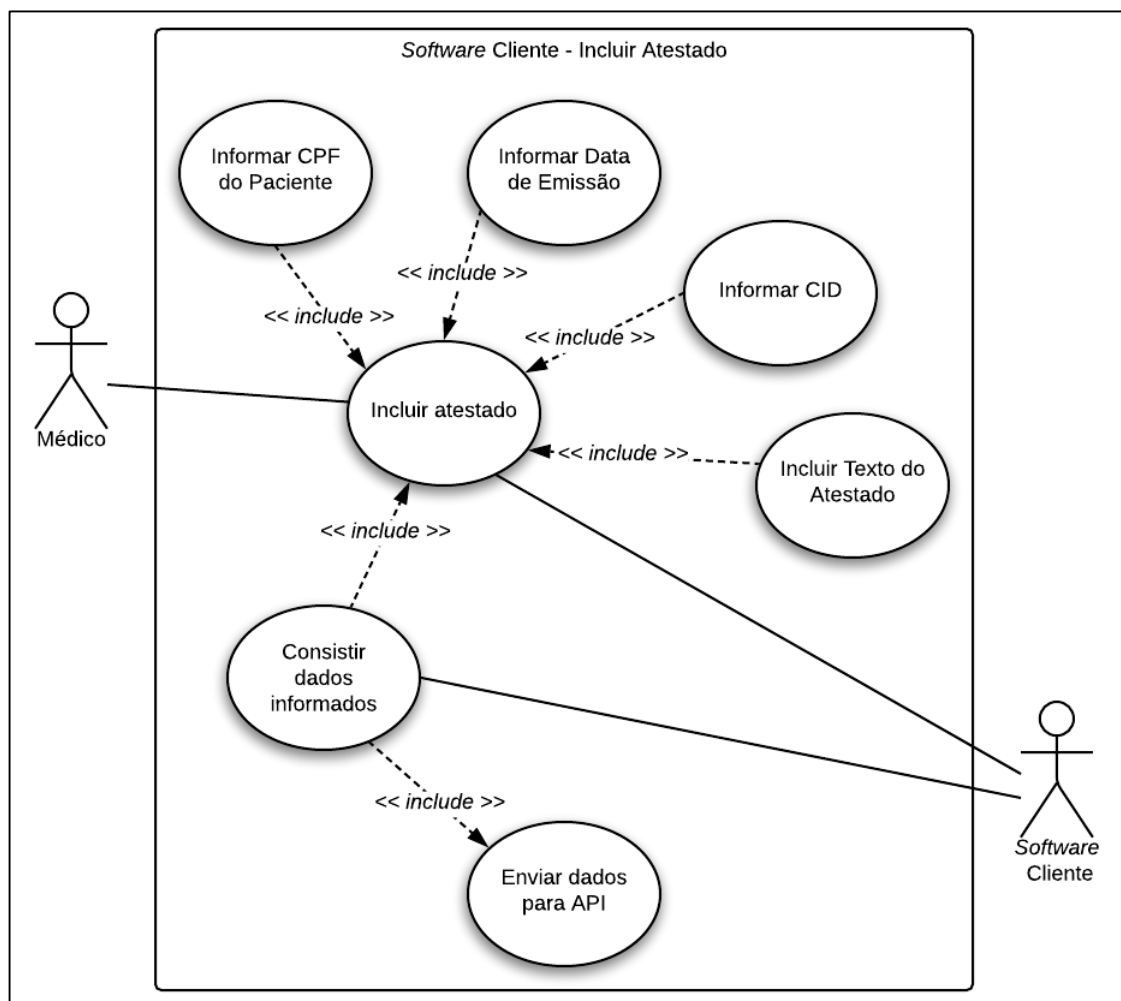 Software Cliente - Incluir Atestado
Informar CPF
do Paciente
Informar Data
de Emissão
<< include >>
<< include >>
Informar CID
<< include >>
Médico
Incluir atestado
<< include >>
Incluir Texto do
Atestado
<< include >>
Consistir
dados
informados
<< include >>
Enviar dados
para API
Software
Cliente